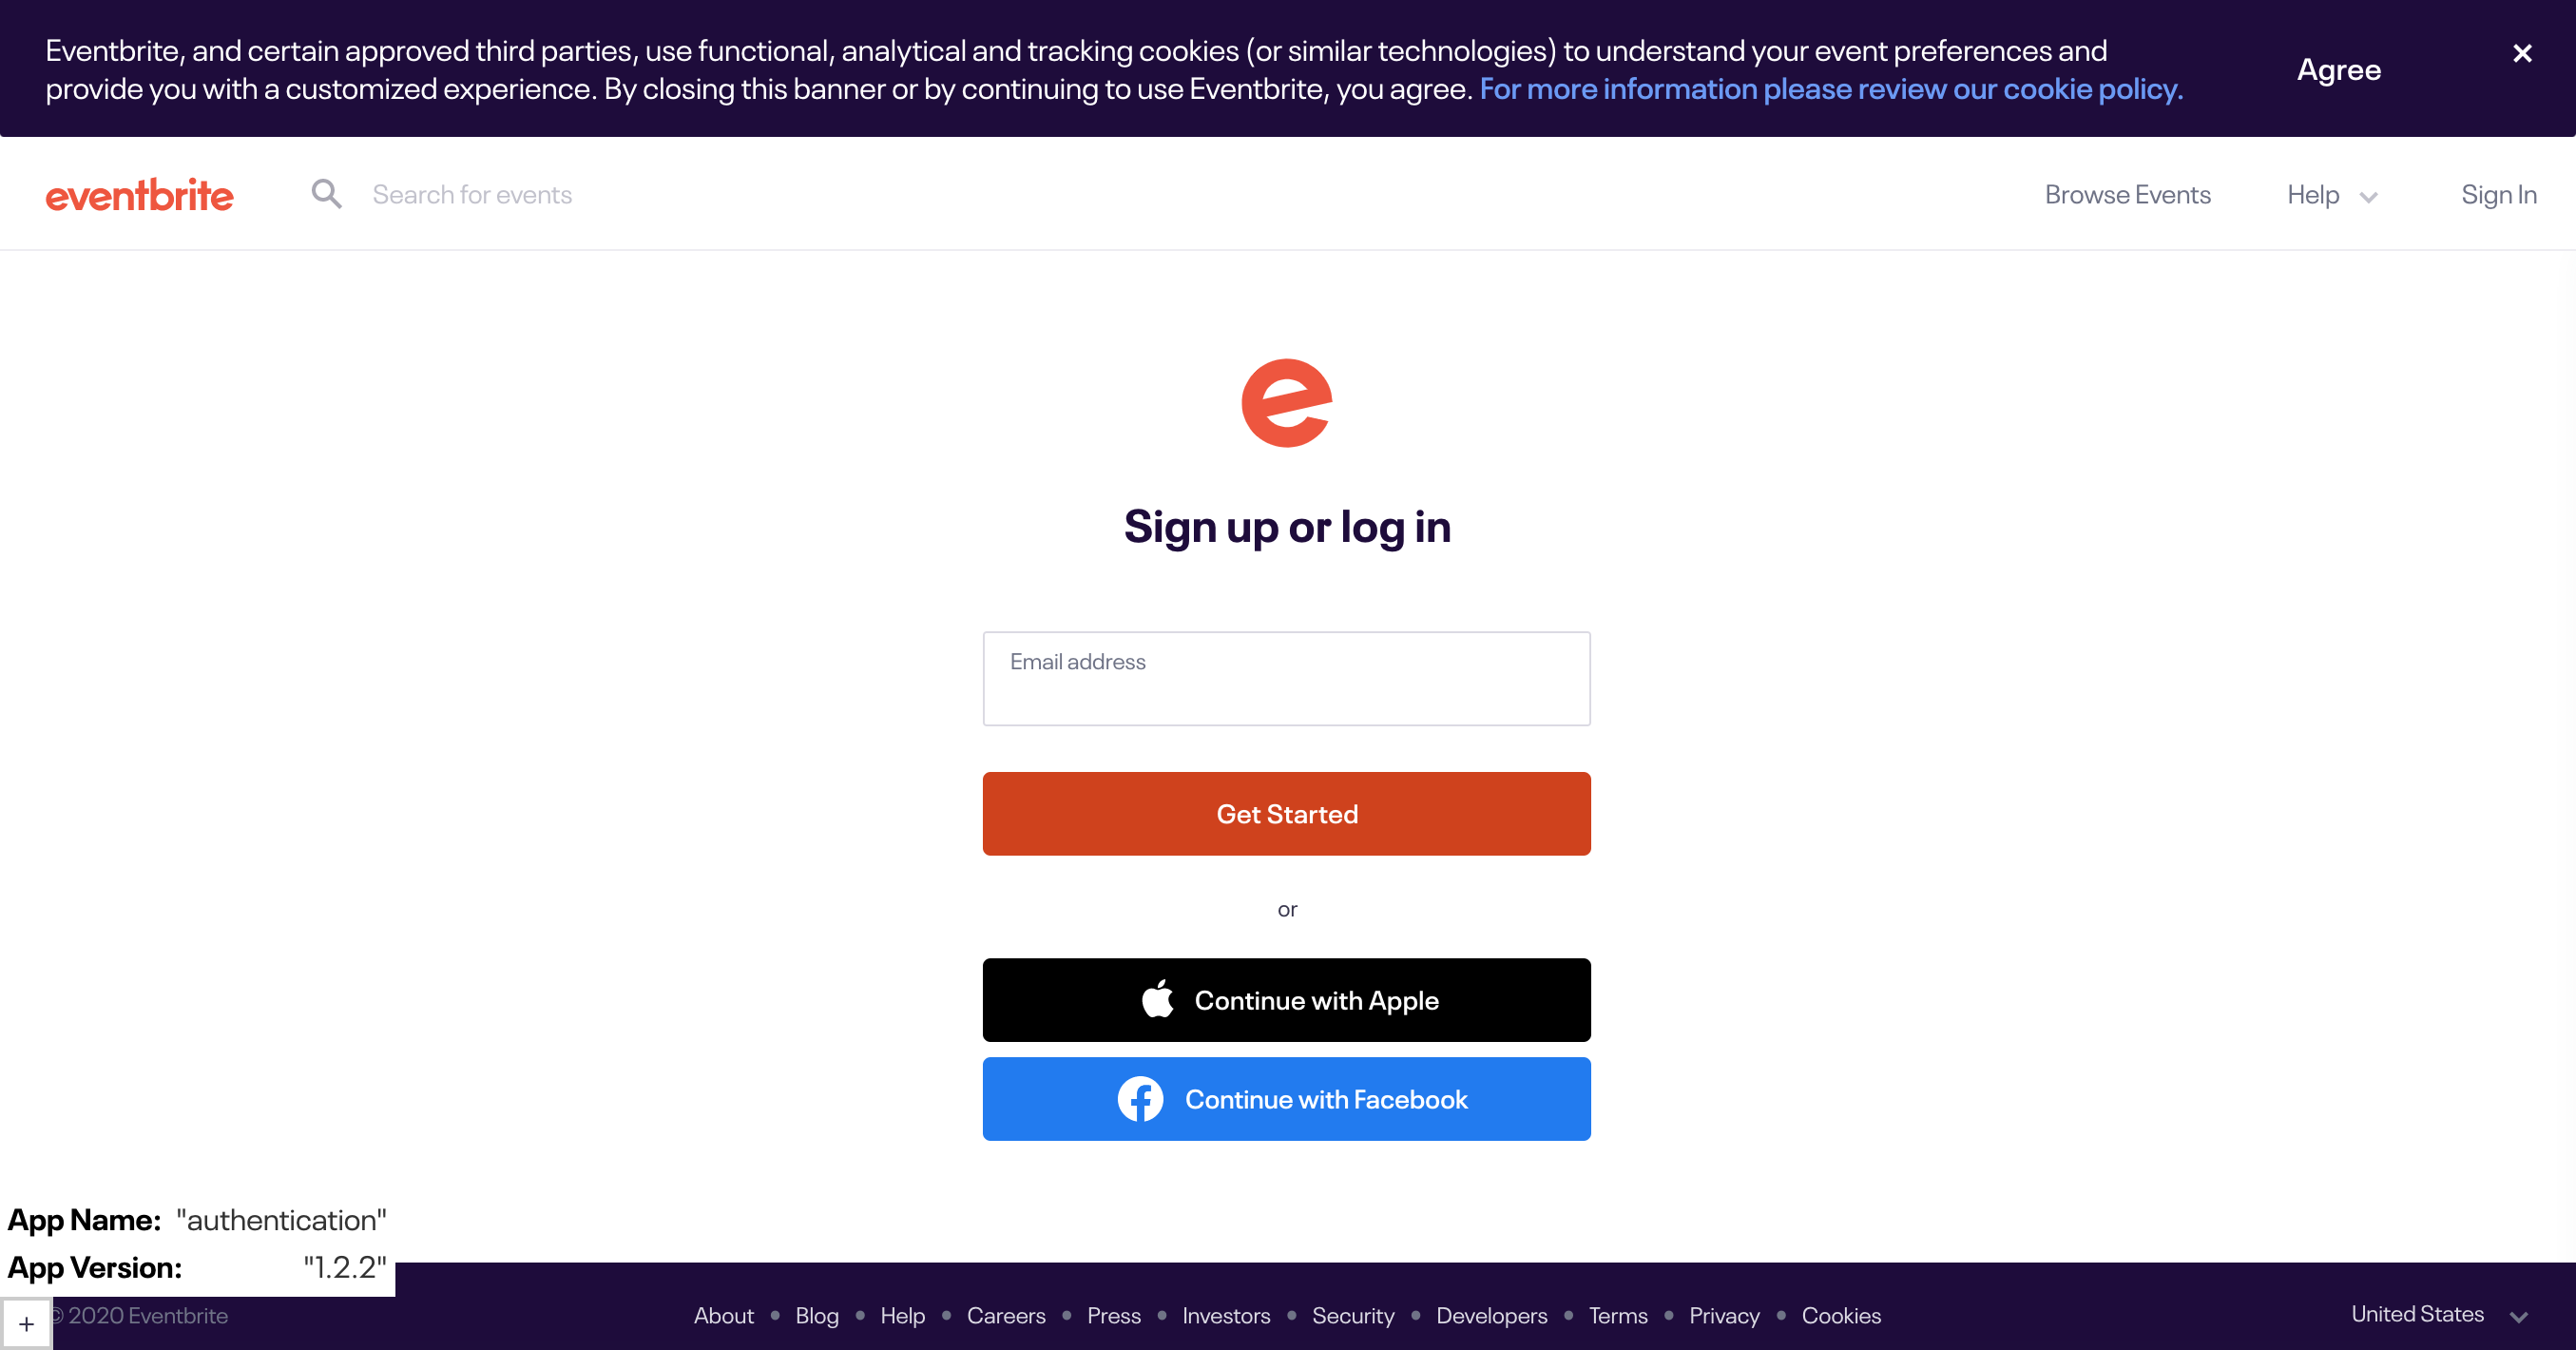 Eventbrite, and certain approved third parties, use functional, analytical and tracking cookies (or similar technologies) to understand your event preferences and
provide you with a customized experience. By closing this banner or by continuing to use Eventbrite, you agree. For more information please review our cookie policy.
Agree
eventbrite
Search for events
Browse Events
Help
Sign In
Sign up or log in
Email address
Get Started
or
Continue with Apple
Continue with Facebook
App Name: "authentication"
App Version: "1.2.2"
+
© 2020 Eventbrite
About • Blog • Help • Careers • Press • Investors • Security • Developers • Terms • Privacy • Cookies
United States